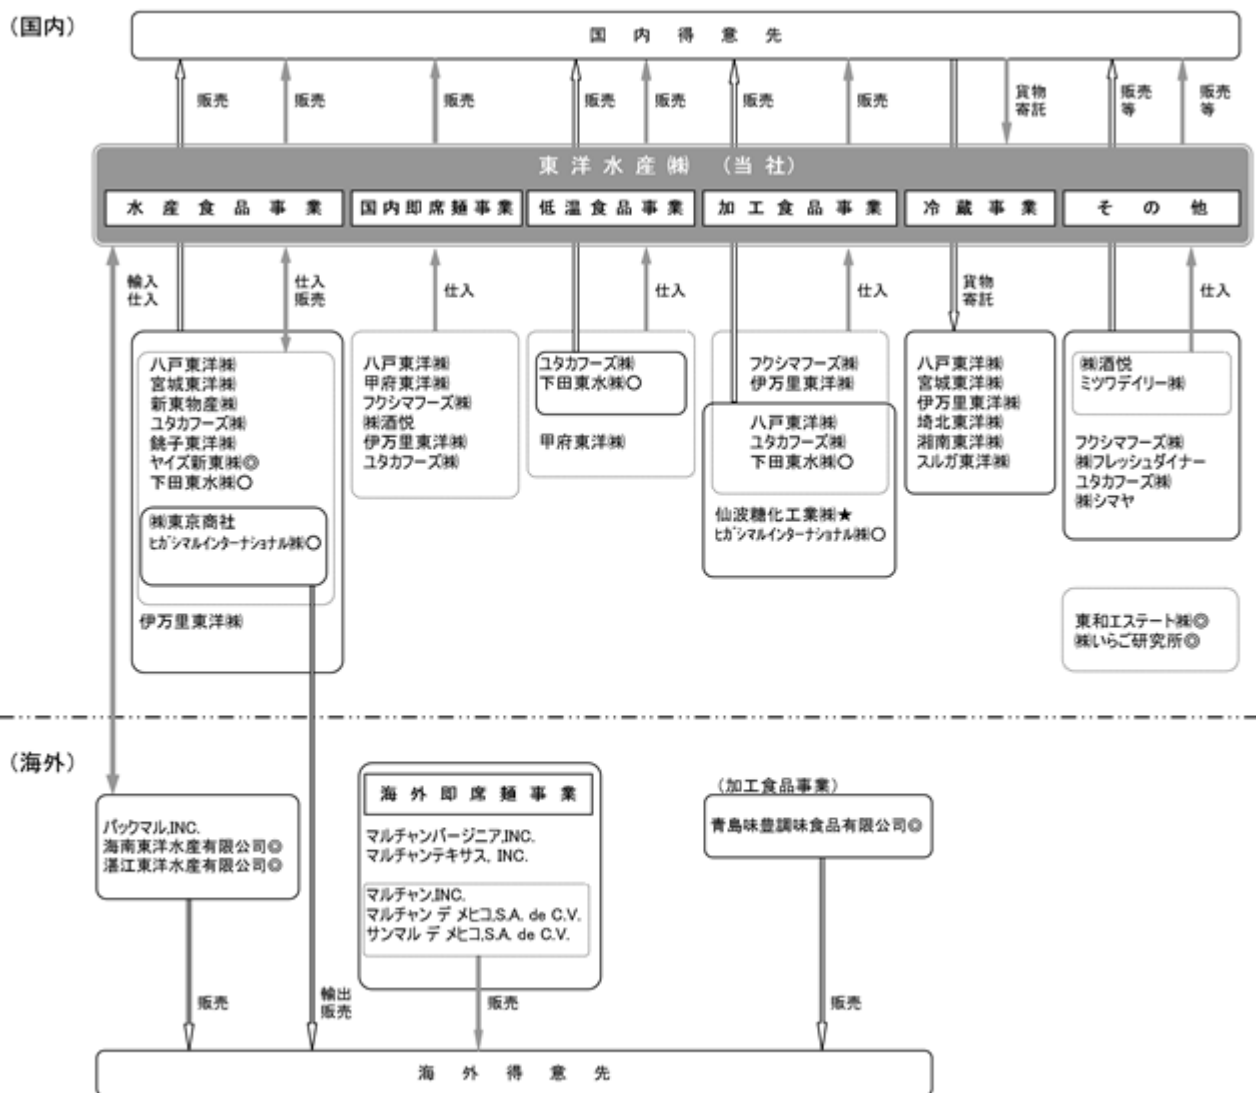 (国内)
国内得意先
販売
販売
販売
販売
販売
販売
販売
貨物
寄託
販売
等
販売
等
東洋水産㈱ (当社)
水産食品事業
国内即席麺事業
低温食品事業
加工食品事業
冷蔵事業
その他
輸入
仕入
仕入
販売
仕入
仕入
仕入
貨物
寄託
仕入
八戸東洋㈱
宮城東洋㈱
新東物産㈱
ユタカフーズ㈱
銚子東洋㈱
ヤイズ新東㈱◎
下田東水㈱○
㈱東京商社
ヒガシマルインターナショナル㈱○
伊万里東洋㈱
八戸東洋㈱
甲府東洋㈱
フクシマフーズ㈱
㈱酒悦
伊万里東洋㈱
ユタカフーズ㈱
ユタカフーズ㈱
下田東水㈱○
甲府東洋㈱
フクシマフーズ㈱
伊万里東洋㈱
八戸東洋㈱
ユタカフーズ㈱
下田東水㈱○
仙波糖化工業㈱★
ヒガシマルインターナショナル㈱○
八戸東洋㈱
宮城東洋㈱
伊万里東洋㈱
埼北東洋㈱
湘南東洋㈱
スルガ東洋㈱
㈱酒悦
ミツワデイリー㈱
フクシマフーズ㈱
㈱フレッシュダイナー
ユタカフーズ㈱
㈱シマヤ
東和エステート㈱◎
㈱いらご研究所◎
(海外)
パックマル,INC.
海南東洋水産有限公司◎
湛江東洋水産有限公司◎
海外即席麺事業
マルチャンバージニア,INC.
マルチャンテキサス, INC.
マルチャン,INC.
マルチャン デ メヒコ,S.A. de C.V.
サンマル デ メヒコ,S.A. de C.V.
(加工食品事業)
青島味豊調味食品有限公司◎
販売
輸出
販売
販売
販売
海外得意先